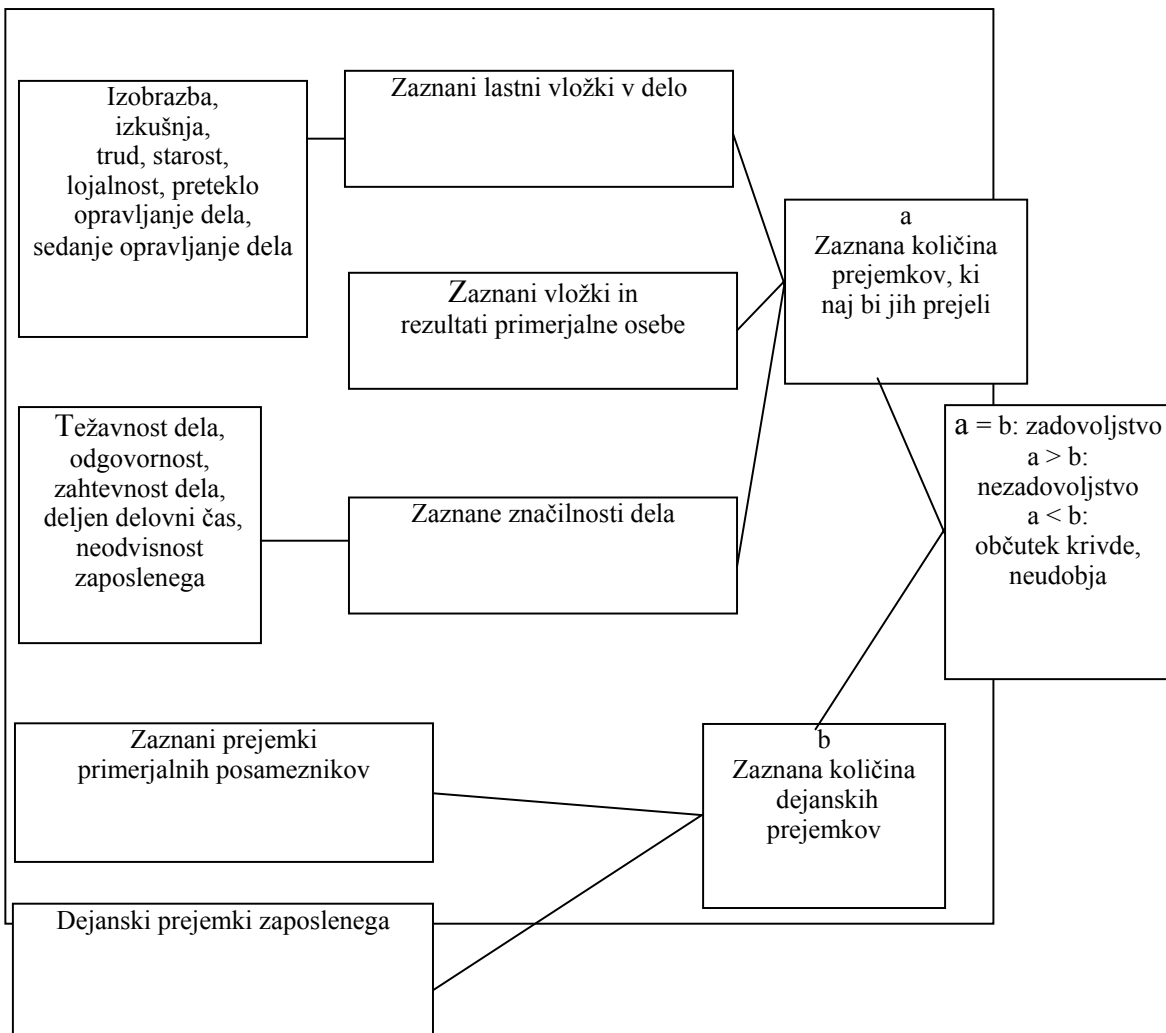 Izobrazba,
izkušnja,
trud, starost,
lojalnost, preteklo
opravljanje dela,
sedanje opravljanje dela
Zaznani lastni vložki v delo
Zaznani vložki in
rezultati primerjalne osebe
a
Zaznana količina
prejemkov, ki
naj bi jih prejeli
Težavnost dela,
odgovornost,
zahtevnost dela,
deljen delovni čas,
neodvisnost
zaposlenega
Zaznane značilnosti dela
a = b: zadovoljstvo
a > b:
nezadovoljstvo
a < b:
občutek krivde,
neudobja
Zaznani prejemki
primerjalnih posameznikov
b
Zaznana količina
dejanskih
prejemkov
Dejanski prejemki zaposlenega